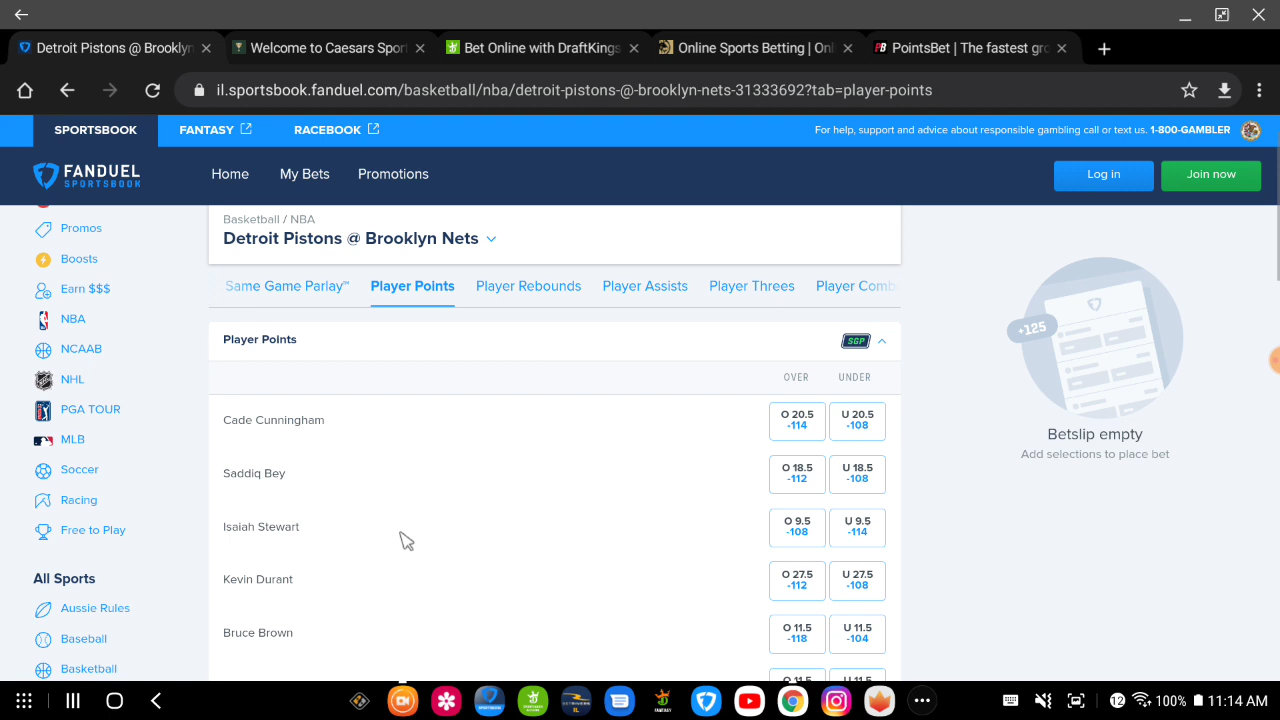 Detroit Pistons @ Brooklyn
Welcome to Caesars Sport
Bet Online with DraftKings
Online Sports Betting | Onl
PointsBet | The fastest gro
il.sportsbook.fanduel.com/basketball/nba/detroit-pistons-@-brooklyn-nets-31333692?tab=player-points
SPORTSBOOK FANTASY RACEBOOK For help, support and advice about responsible gambling call or text us. 1-800-GAMBLER
FANDUEL
SPORTSBOOK
Home My Bets Promotions Log in Join now
Promos
Boosts
Earn $$$
NBA
NCAAB
NHL
PGA TOUR
MLB
Soccer
Racing
Free to Play
All Sports
Aussie Rules
Baseball
Basketball
Basketball / NBA
Detroit Pistons @ Brooklyn Nets
Same Game Parlay™ Player Points Player Rebounds Player Assists Player Threes Player Comb
Player Points SGP
OVER UNDER
Cade Cunningham O 20.5 -114 U 20.5 -108
Saddiq Bey O 18.5 -112 U 18.5 -108
Isaiah Stewart O 9.5 -108 U 9.5 -114
Kevin Durant O 27.5 -112 U 27.5 -108
Bruce Brown O 11.5 -118 U 11.5 -104
O 11.5 U 11.5
+125
Betslip empty
Add selections to place bet
12 100% 11:14 AM